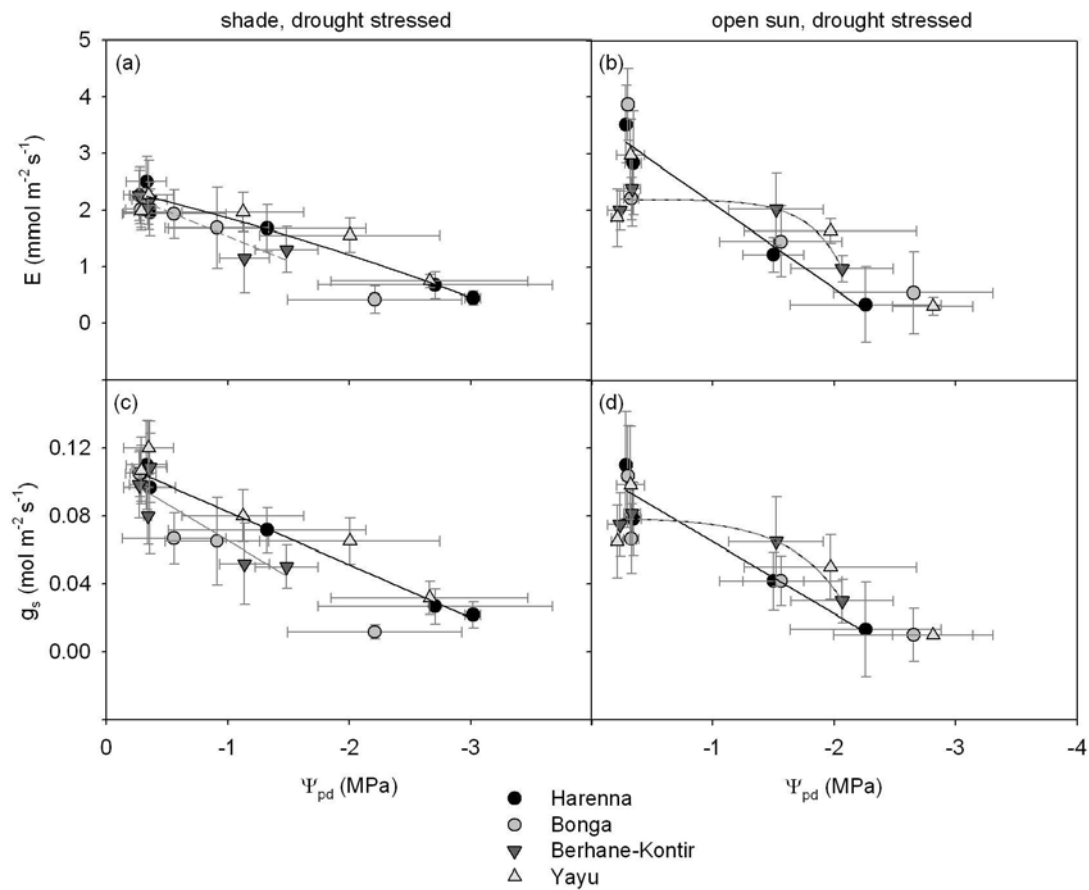 shade, drought stressed
open sun, drought stressed
(a)
(b)
5
4
3
2
1
0
E (mmol m-2 s-1)
(c)
(d)
0.12
0.08
0.04
0.00
gs (mol m-2 s-1)
0 -1 -2 -3
-1 -2 -3 -4
Ψpd (MPa)
Ψpd (MPa)
Harenna
Bonga
Berhane-Kontir
Yayu